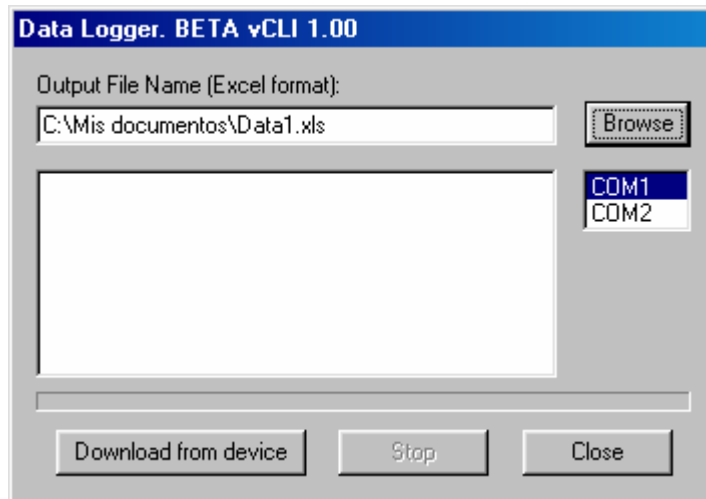 Data Logger. BETA vCLI 1.00
Output File Name (Excel format):
C:\Mis documentos\Data1.xls
Browse
COM1
COM2
Download from device
Stop
Close